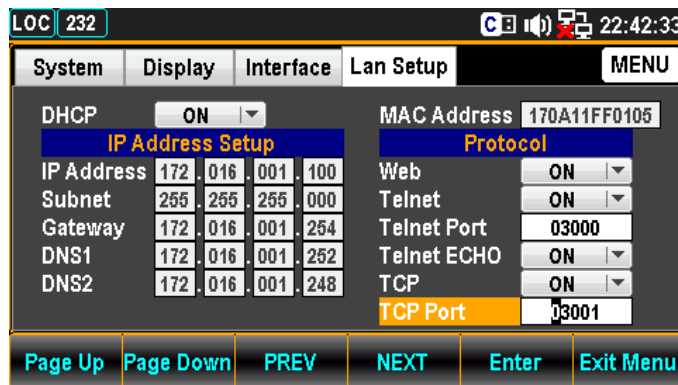 LOC 232 C 22:42:33
System Display Interface Lan Setup MENU
DHCP ON MAC Address 170A11FF0105
IP Address Setup Protocol
IP Address 172 . 016 . 001 . 100 Web ON
Subnet 255 . 255 . 255 . 000 Telnet ON
Gateway 172 . 016 . 001 . 254 Telnet Port 03000
DNS1 172 . 016 . 001 . 252 Telnet ECHO ON
DNS2 172 . 016 . 001 . 248 TCP ON
TCP Port 03001
Page Up Page Down PREV NEXT Enter Exit Menu